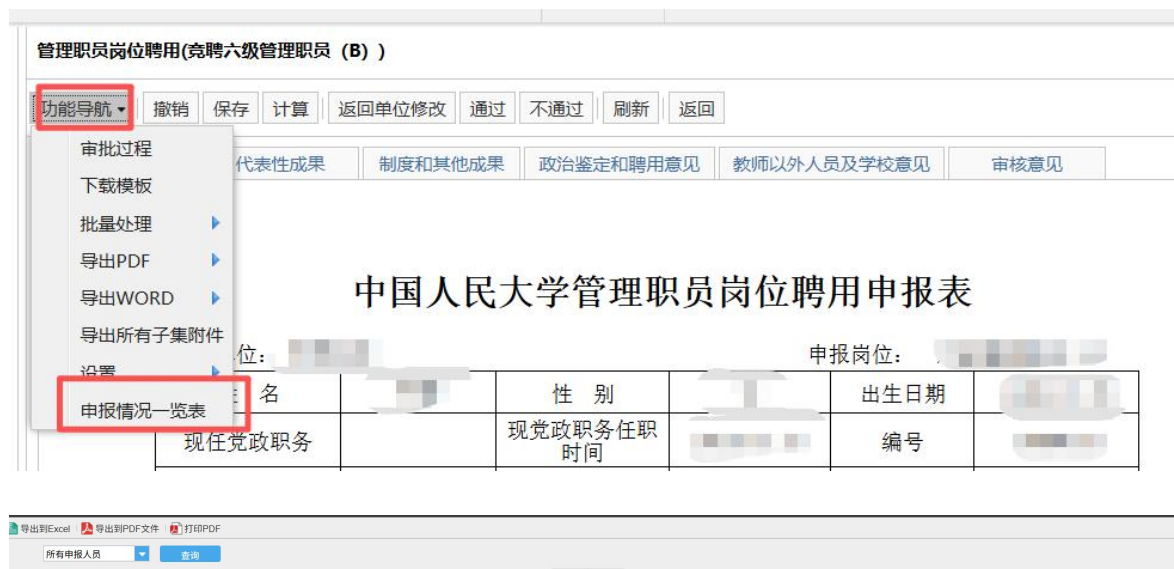 管理职员岗位聘用(竞聘六级管理职员（B）)
功能导航 撤销 保存 计算 返回单位修改 通过 不通过 刷新 返回
审批过程
代表性成果 制度和其他成果 政治鉴定和聘用意见 教师以外人员及学校意见 审核意见
下载模板
批量处理
导出PDF
导出WORD
中国人民大学管理职员岗位聘用申报表
导出所有子集附件
位： 申报岗位：
设置
名 性 别 出生日期
申报情况一览表
现任党政职务 现党政职务任职时间 编号
导出到Excel 导出到PDF文件 打印PDF
所有申报人员 查询